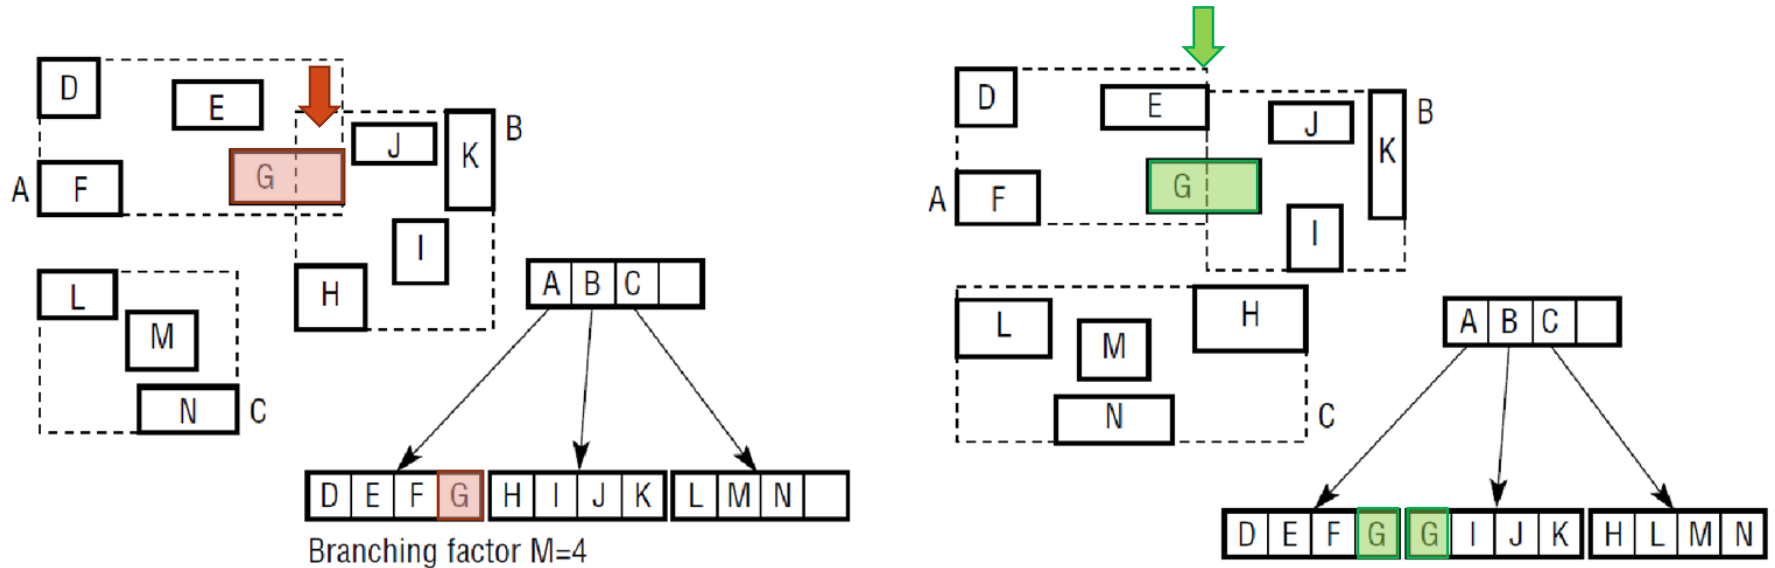 D
E
J
K
B
G
A
F
I
H
L
M
N
C
A B C
D E F G H I J K L M N
Branching factor M=4
D
E
J
B
K
G
A
F
I
L
H
M
N
C
A B C
D E F G G I J K H L M N